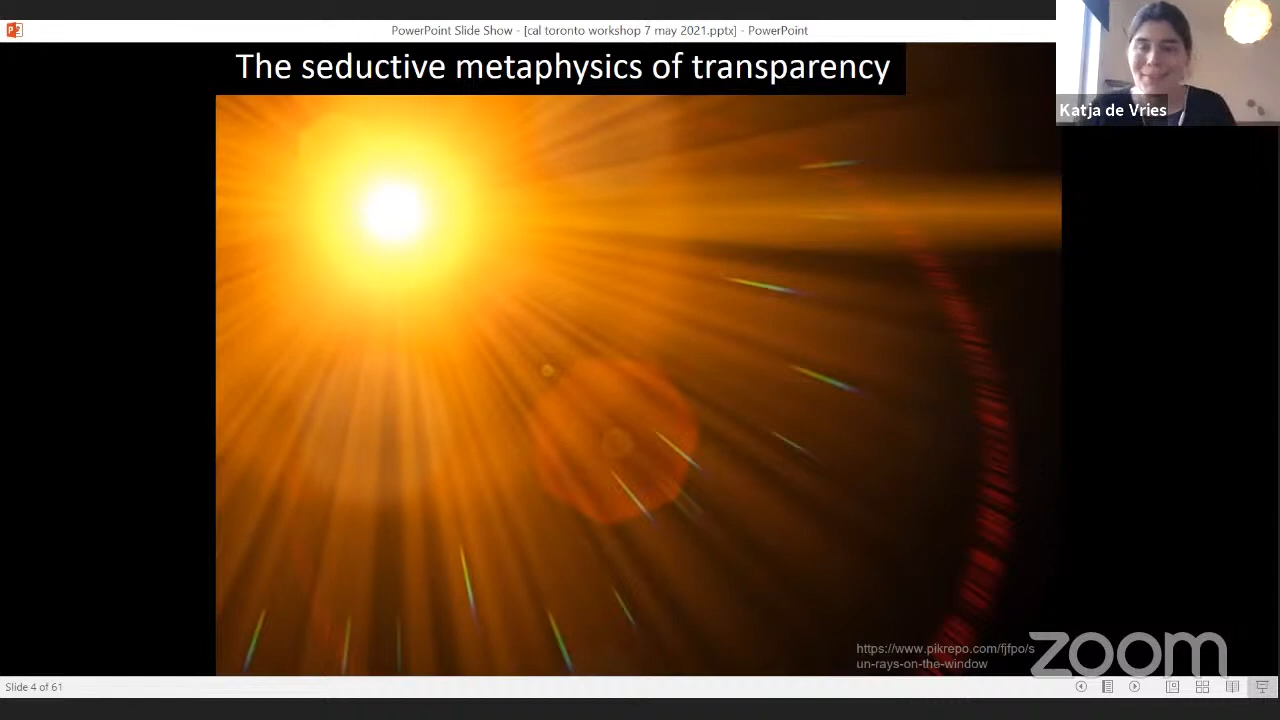 PowerPoint Slide Show - [cal toronto workshop 7 may 2021.pptx] - PowerPoint
The seductive metaphysics of transparency
Katja de Vries
https://www.pikrepo.com/fjfpo/s
un-rays-on-the-window
zoom
Slide 4 of 61